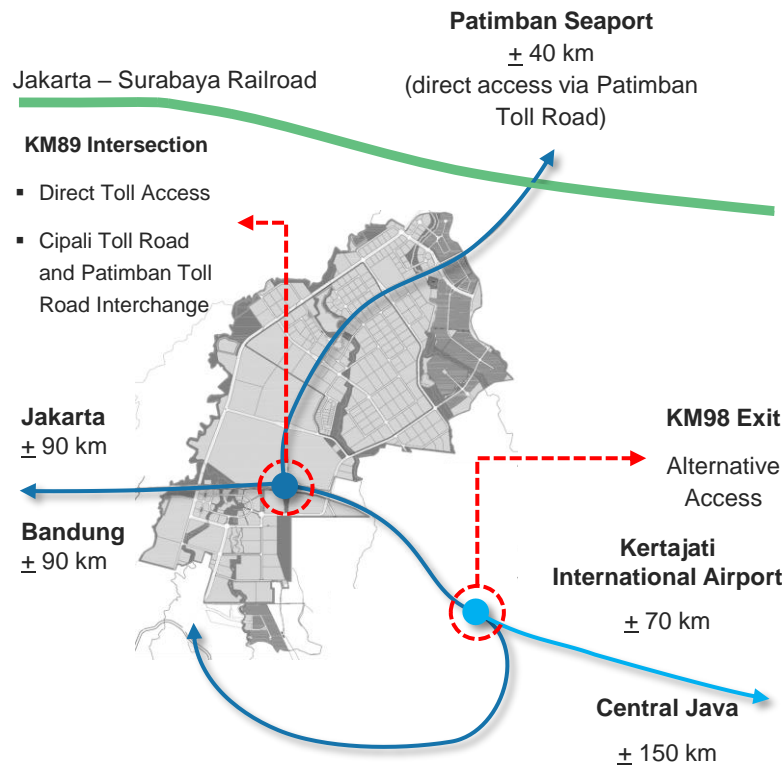 Patimban Seaport
+ 40 km
(direct access via Patimban
Toll Road)
Jakarta – Surabaya Railroad
KM89 Intersection
▪ Direct Toll Access
▪ Cipali Toll Road
and Patimban Toll
Road Interchange
Jakarta
+ 90 km
Bandung
+ 90 km
KM98 Exit
Alternative
Access
Kertajati
International Airport
+ 70 km
Central Java
+ 150 km